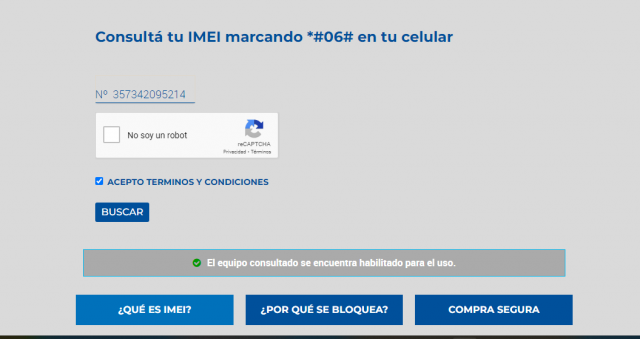 Consultá tu IMEI marcando *#06# en tu celular
Nº 357342095214
No soy un robot
reCAPTCHA
Privacidad - Términos
ACEPTO TERMINOS Y CONDICIONES
BUSCAR
El equipo consultado se encuentra habilitado para el uso.
¿QUÉ ES IMEI?
¿POR QUÉ SE BLOQUEA?
COMPRA SEGURA